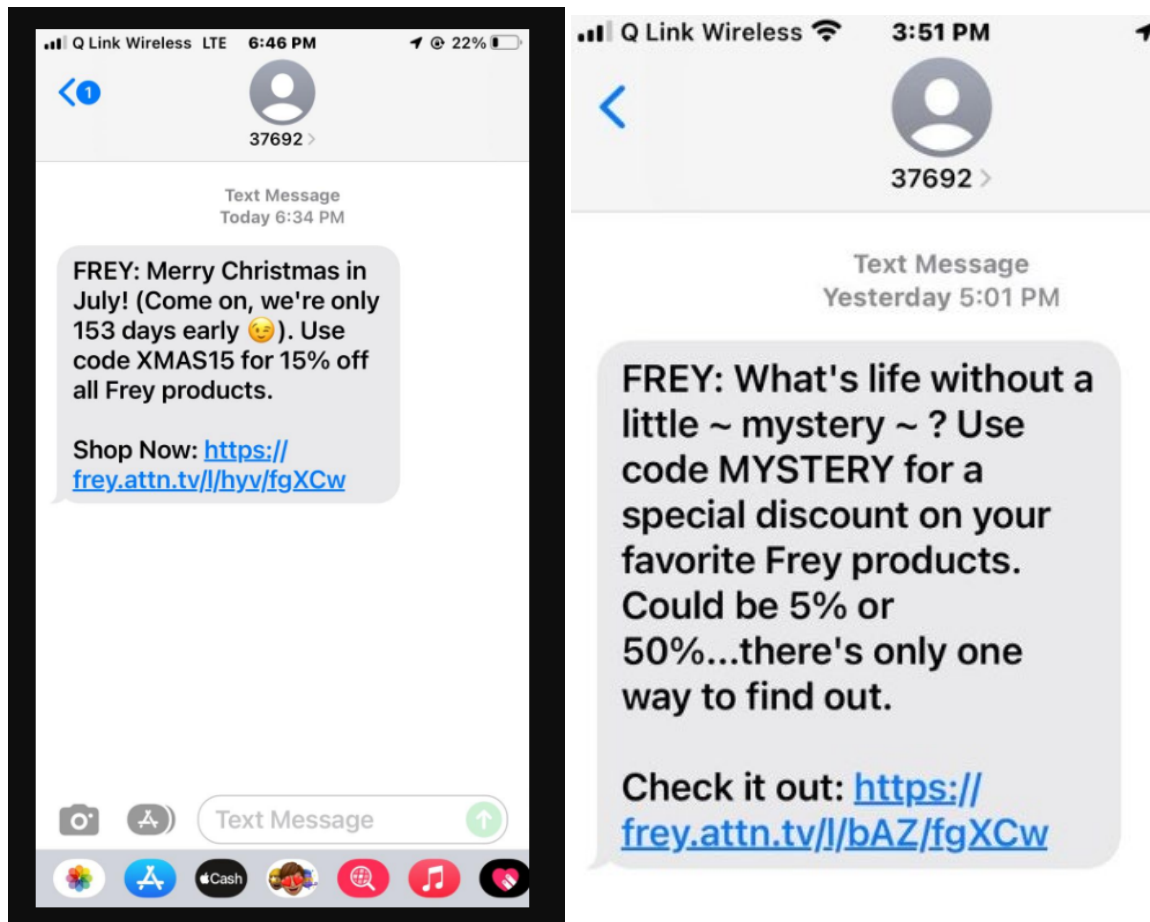 Q Link Wireless LTE 6:46 PM 22%
1
37692 >
Text Message
Today 6:34 PM
FREY: Merry Christmas in
July! (Come on, we're only
153 days early 😉). Use
code XMAS15 for 15% off
all Frey products.
Shop Now: https://
frey.attn.tv/l/hyv/fgXCw
Text Message
Cash
Q Link Wireless 3:51 PM
37692 >
Text Message
Yesterday 5:01 PM
FREY: What's life without a
little ~ mystery ~ ? Use
code MYSTERY for a
special discount on your
favorite Frey products.
Could be 5% or
50%...there's only one
way to find out.
Check it out: https://
frey.attn.tv/l/bAZ/fgXCw